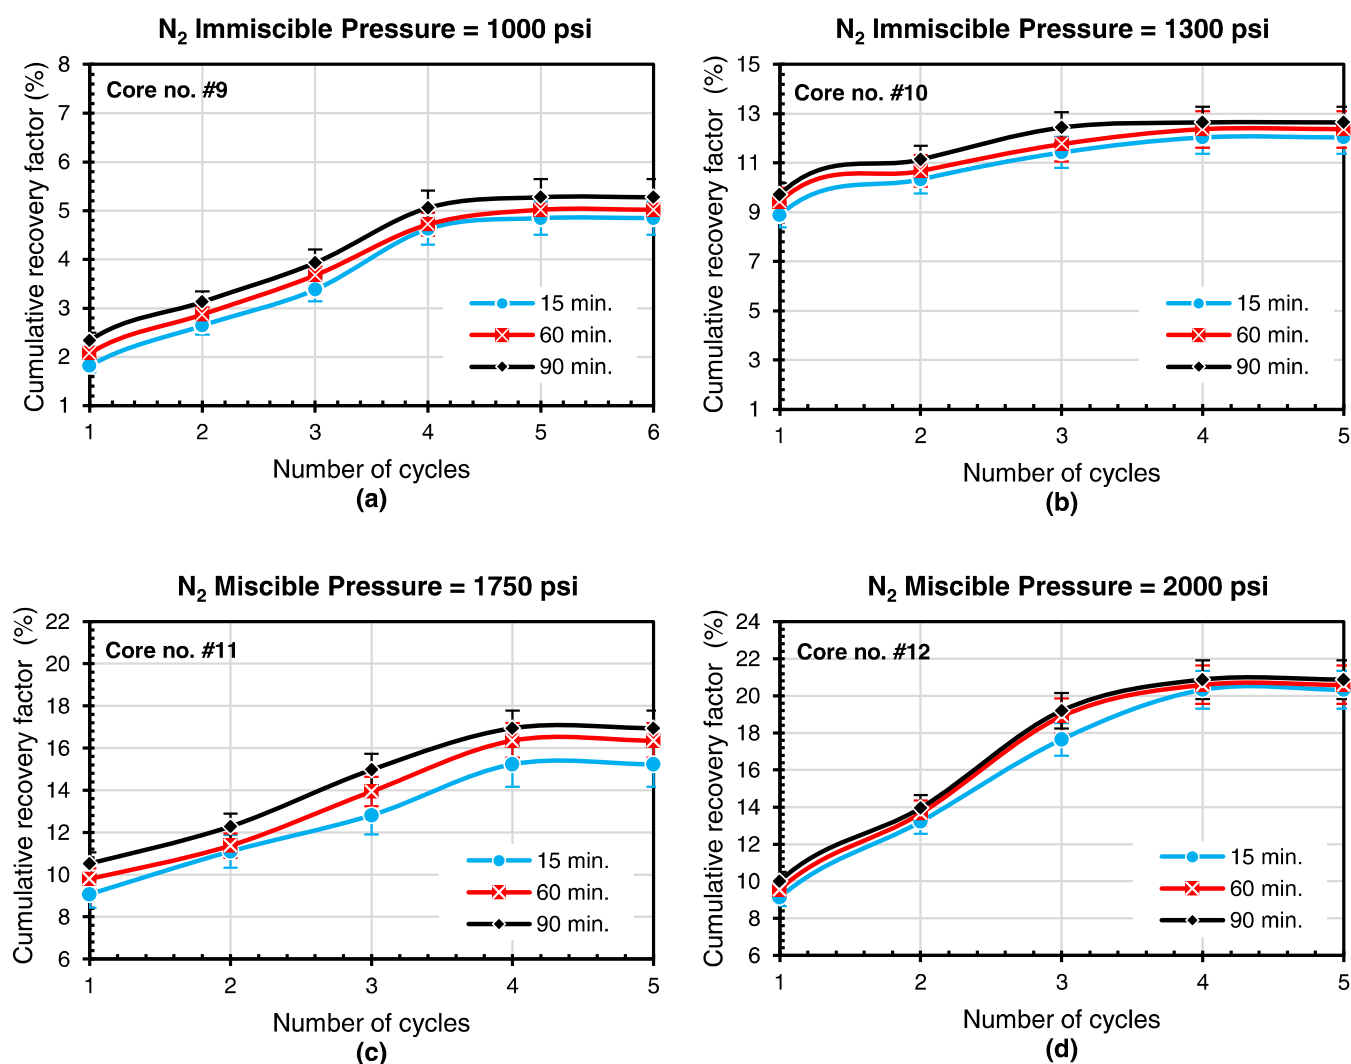 N2 Immiscible Pressure = 1000 psi
Cumulative recovery factor (%)
8
7
6
5
4
3
2
1
Core no. #9
15 min.
60 min.
90 min.
1 2 3 4 5 6
Number of cycles
(a)
N2 Immiscible Pressure = 1300 psi
Cumulative recovery factor (%)
15
13
11
9
7
5
3
1
Core no. #10
15 min.
60 min.
90 min.
1 2 3 4 5
Number of cycles
(b)
N2 Miscible Pressure = 1750 psi
Cumulative recovery factor (%)
22
20
18
16
14
12
10
8
6
Core no. #11
15 min.
60 min.
90 min.
1 2 3 4 5
Number of cycles
(c)
N2 Miscible Pressure = 2000 psi
Cumulative recovery factor (%)
24
22
20
18
16
14
12
10
8
6
Core no. #12
15 min.
60 min.
90 min.
1 2 3 4 5
Number of cycles
(d)